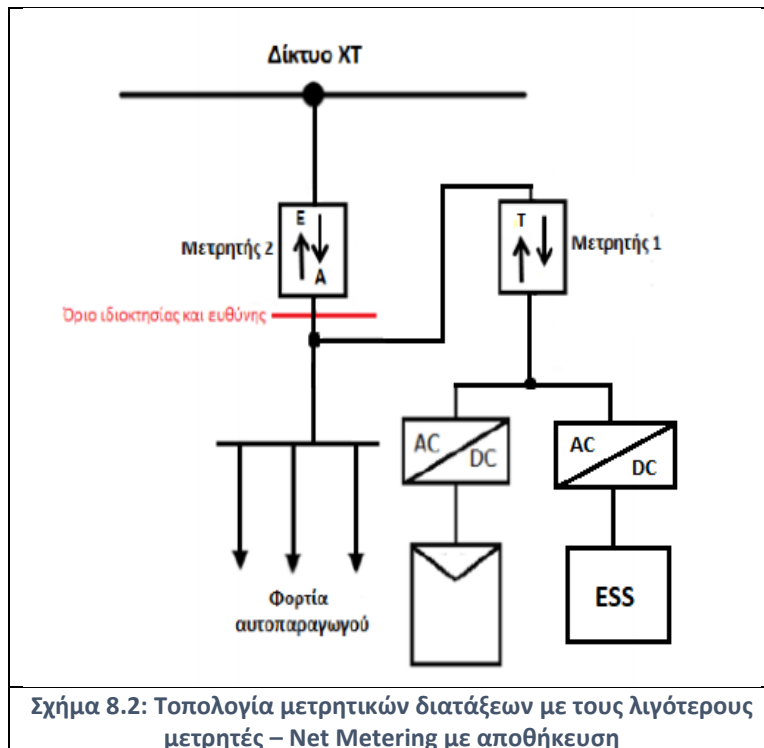 Δίκτυο ΧΤ
Ε
Α
Μετρητής 2
Τ
Μετρητής 1
Όριο ιδιοκτησίας και ευθύνης
AC
DC
AC
DC
Φορτία
αυτοπαραγωγού
ESS
Σχήμα 8.2: Τοπολογία μετρητικών διατάξεων με τους λιγότερους
μετρητές – Net Metering με αποθήκευση